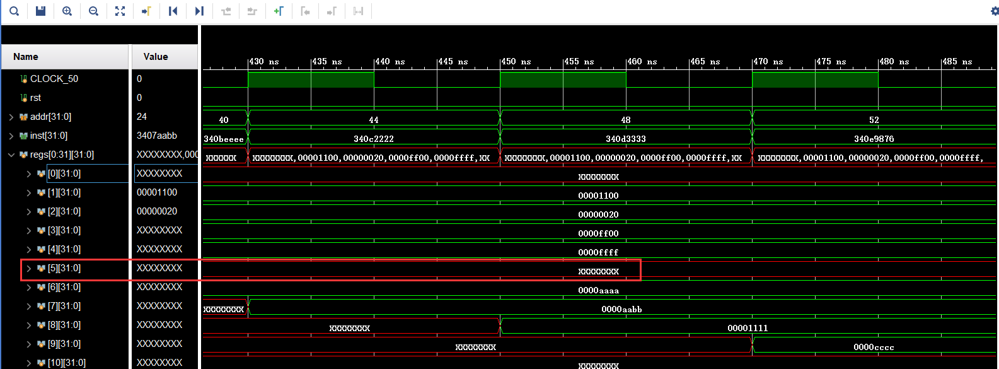 Name Value
430 ns 435 ns 440 ns 445 ns 450 ns 455 ns 460 ns 465 ns 470 ns 475 ns 480 ns 485 ns
CLOCK_50 0
rst 0
addr[31:0] 24 40 44 48 52
inst[31:0] 3407aabb 340beeee 340c2222 340d3333 340e9876
regs[0:31][31:0] XXXXXXXX,000 XXXXXX XXXXXXXX,00001100,00000020,0000ff00,0000ffff,XX XXXXXXXX,00001100,00000020,0000ff00,0000ffff,XX XXXXXXXX,00001100,00000020,0000ff00,0000ffff,
[0][31:0] XXXXXXXX XXXXXXXX
[1][31:0] 00001100 00001100
[2][31:0] 00000020 00000020
[3][31:0] XXXXXXXX 0000ff00
[4][31:0] XXXXXXXX 0000ffff
[5][31:0] XXXXXXXX XXXXXXXX
[6][31:0] XXXXXXXX 0000aaaa
[7][31:0] XXXXXXXX XXXXXXXX 0000aabb
[8][31:0] XXXXXXXX XXXXXXXX 00001111
[9][31:0] XXXXXXXX XXXXXXXX 0000cccc
[10][31:0] XXXXXXXX XXXXXXXX